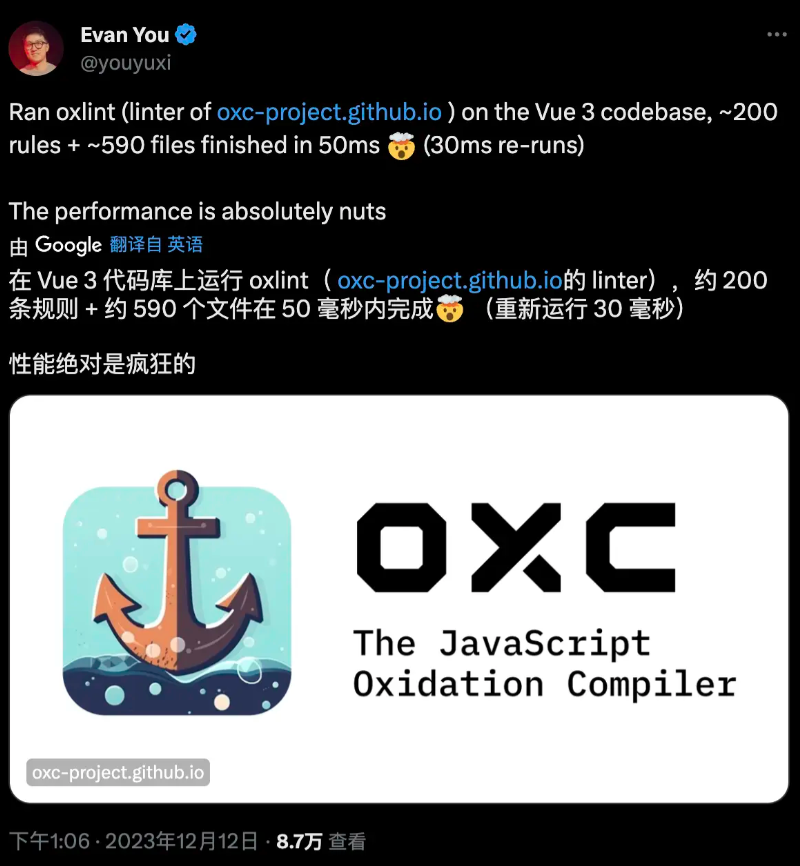 Evan You
@youyuxi
Ran oxlint (linter of oxc-project.github.io ) on the Vue 3 codebase, ~200
rules + ~590 files finished in 50ms 🤯 (30ms re-runs)
The performance is absolutely nuts
由 Google 翻译自 英语
在 Vue 3 代码库上运行 oxlint（ oxc-project.github.io的 linter），约 200
条规则 + 约 590 个文件在 50 毫秒内完成🤯 （重新运行 30 毫秒）
性能绝对是疯狂的
OXC
The JavaScript
Oxidation Compiler
oxc-project.github.io
下午1:06 · 2023年12月12日 · 8.7万 查看